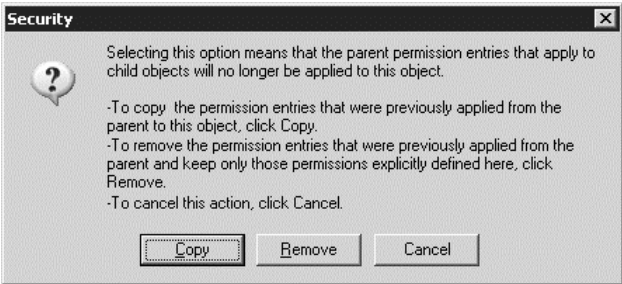 Security
Selecting this option means that the parent permission entries that apply to
child objects will no longer be applied to this object.
-To copy the permission entries that were previously applied from the
parent to this object, click Copy.
-To remove the permission entries that were previously applied from the
parent and keep only those permissions explicitly defined here, click
Remove.
-To cancel this action, click Cancel.
Copy Remove Cancel